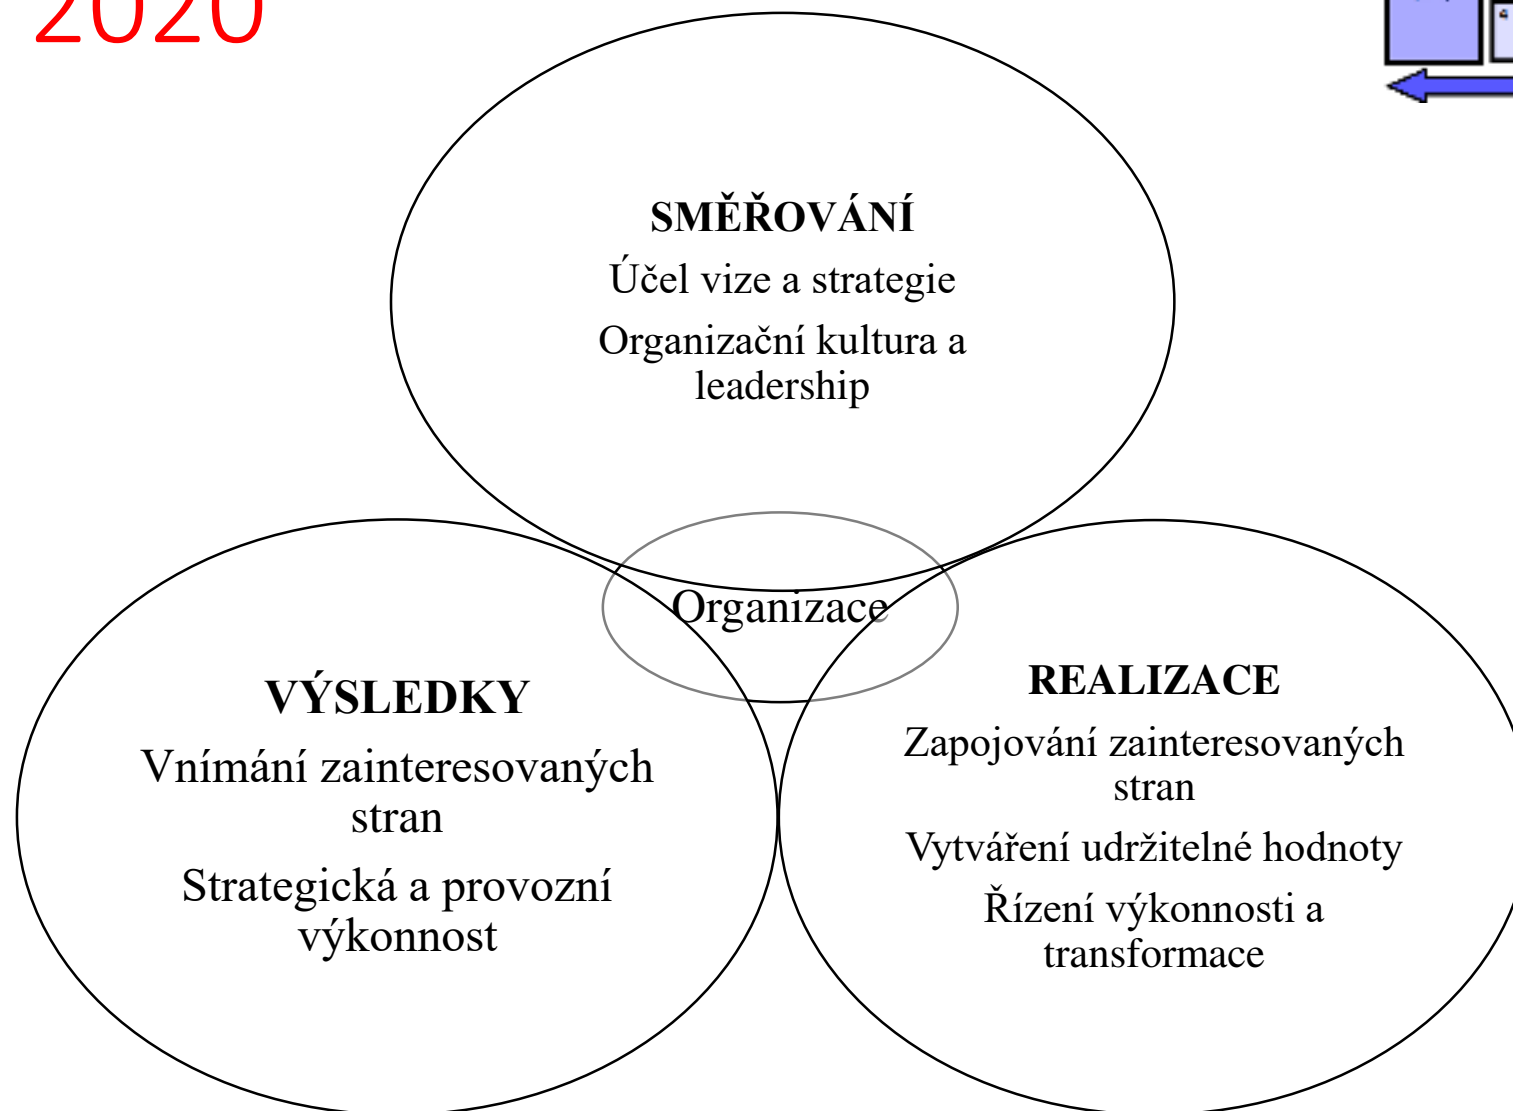 2020
SMĚŘOVÁNÍ
Účel vize a strategie
Organizační kultura a
leadership
Organizace
VÝSLEDKY
Vnímání zainteresovaných
stran
Strategická a provozní
výkonnost
REALIZACE
Zapojování zainteresovaných
stran
Vytváření udržitelné hodnoty
Řízení výkonnosti a
transformace